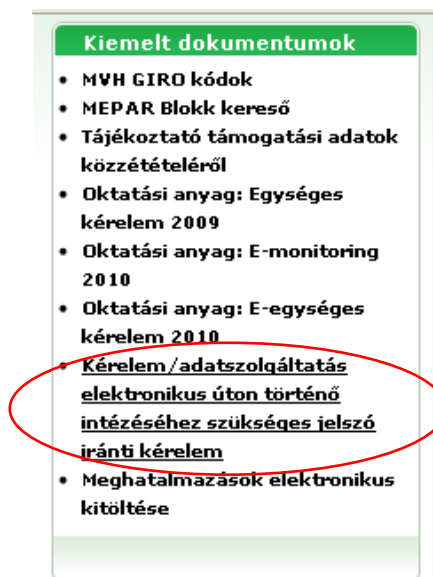 Kiemelt dokumentumok
• MVH GIRO kódok
• MEPAR Blokk kereső
• Tájékoztató támogatási adatok
közzétételéről
• Oktatási anyag: Egységes
kérelem 2009
• Oktatási anyag: E-monitoring
2010
• Oktatási anyag: E-egységes
kérelem 2010
• Kérelem/adatszolgáltatás
elektronikus úton történő
intézéséhez szükséges jelszó
iránti kérelem
• Meghatalmazások elektronikus
kitöltése